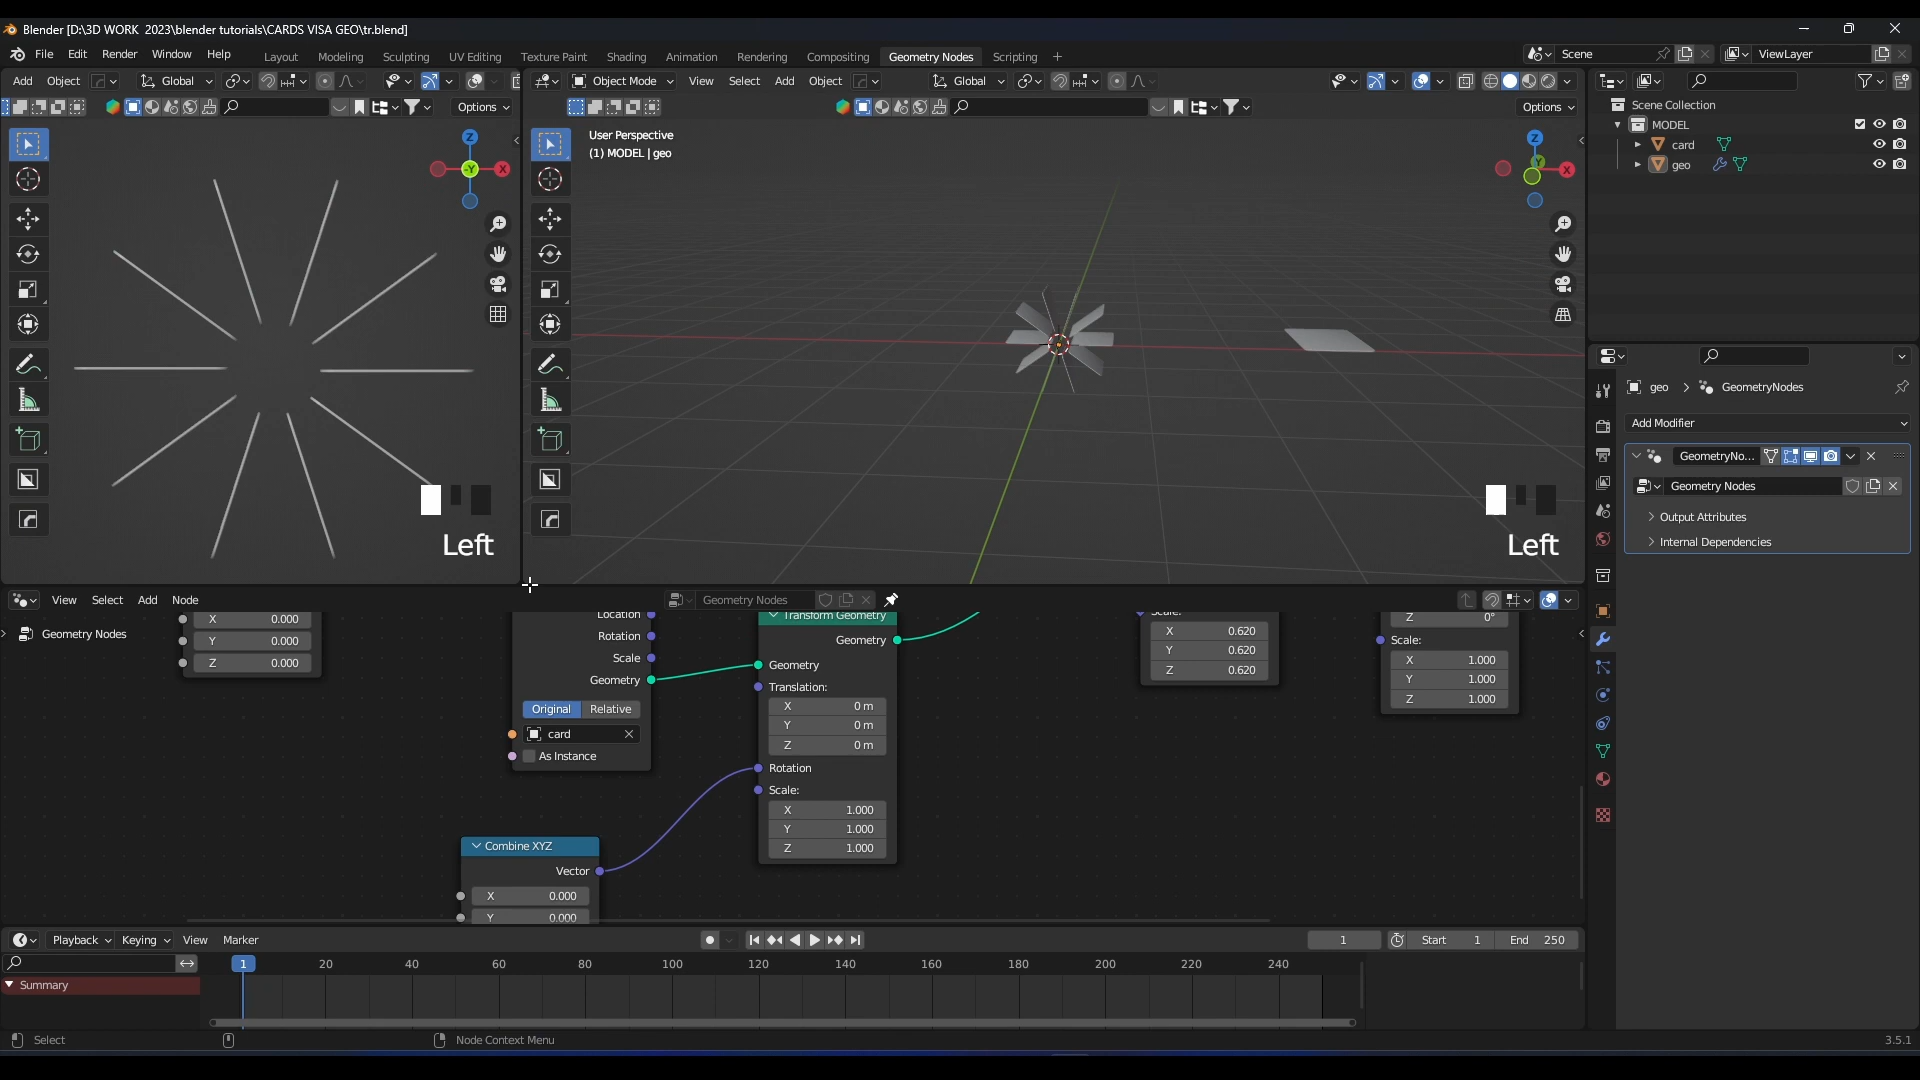 Blender [D:\3D WORK  2023\blender tutorials\CARDS VISA GEO\tr.blend]
File Edit Render Window Help Layout Modeling Sculpting UV Editing Texture Paint Shading Animation Rendering Compositing Geometry Nodes Scripting + Scene ViewLayer
Add Object Global Object Mode View Select Add Object Global
Options Options
User Perspective
(1) MODEL | geo
Z X -Y
Z X Y
Scene Collection
MODEL
card
geo
geo > GeometryNodes
Add Modifier
GeometryNo...
Geometry Nodes
Output Attributes
Internal Dependencies
Left
Left
View Select Add Node Geometry Nodes
Geometry Nodes
X 0.000
Y 0.000
Z 0.000
Location
Rotation
Scale
Geometry
Original Relative
card
As Instance
Transform Geometry
Geometry
Geometry
Translation:
X 0 m
Y 0 m
Z 0 m
Rotation
Scale:
X 1.000
Y 1.000
Z 1.000
Combine XYZ
Vector
X 0.000
Y 0.000
Scale:
X 0.620
Y 0.620
Z 0.620
Z 0°
Scale:
X 1.000
Y 1.000
Z 1.000
Playback Keying View Marker 1 Start 1 End 250
1 20 40 60 80 100 120 140 160 180 200 220 240
Summary
Select Node Context Menu 3.5.1